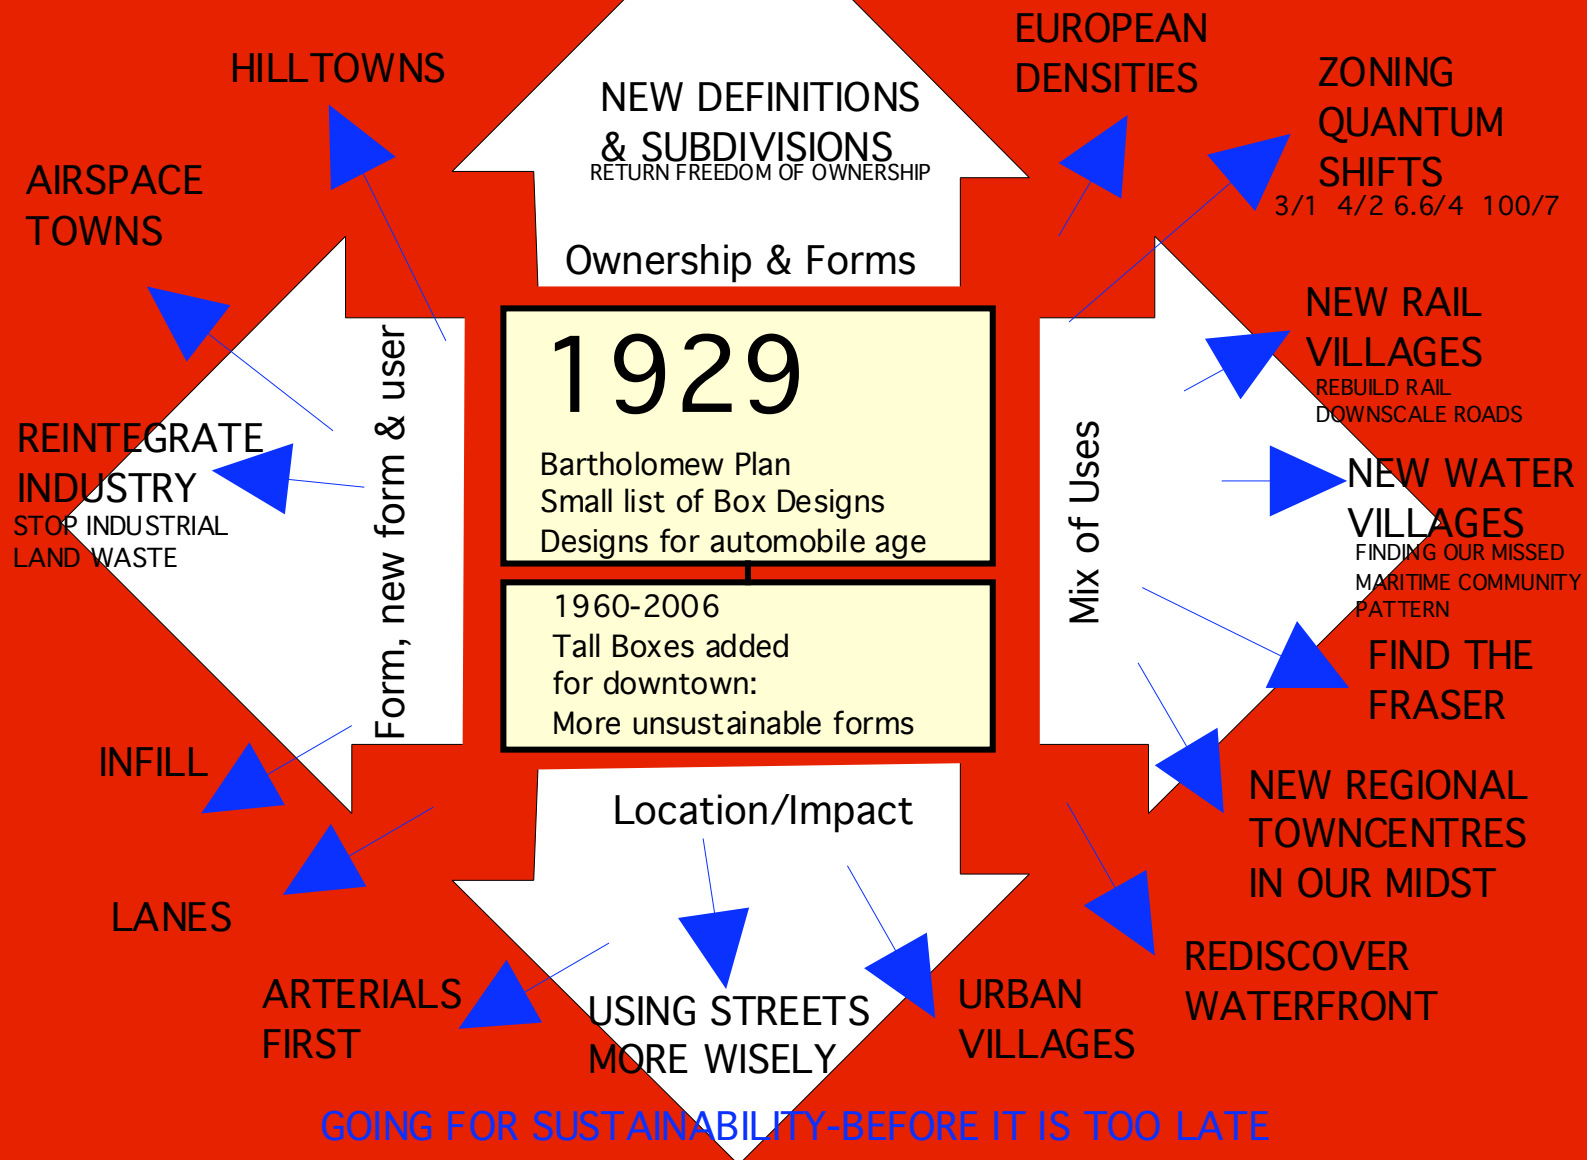 HILLTOWNS
AIRSPACE
TOWNS
NEW DEFINITIONS
& SUBDIVISIONS
RETURN FREEDOM OF OWNERSHIP
Ownership & Forms
EUROPEAN
DENSITIES
ZONING
QUANTUM
SHIFTS
3/1 4/2 6.6/4 100/7
REINTEGRATE
INDUSTRY
STOP INDUSTRIAL
LAND WASTE
Form, new form & user
1929
Bartholomew Plan
Small list of Box Designs
Designs for automobile age
1960-2006
Tall Boxes added
for downtown:
More unsustainable forms
Mix of Uses
NEW RAIL
VILLAGES
REBUILD RAIL
DOWNSCALE ROADS
NEW WATER
VILLAGES
FINDING OUR MISSED
MARITIME COMMUNITY
PATTERN
FIND THE
FRASER
INFILL
LANES
ARTERIALS
FIRST
Location/Impact
USING STREETS
MORE WISELY
URBAN
VILLAGES
NEW REGIONAL
TOWNCENTRES
IN OUR MIDST
REDISCOVER
WATERFRONT
GOING FOR SUSTAINABILITY-BEFORE IT IS TOO LATE